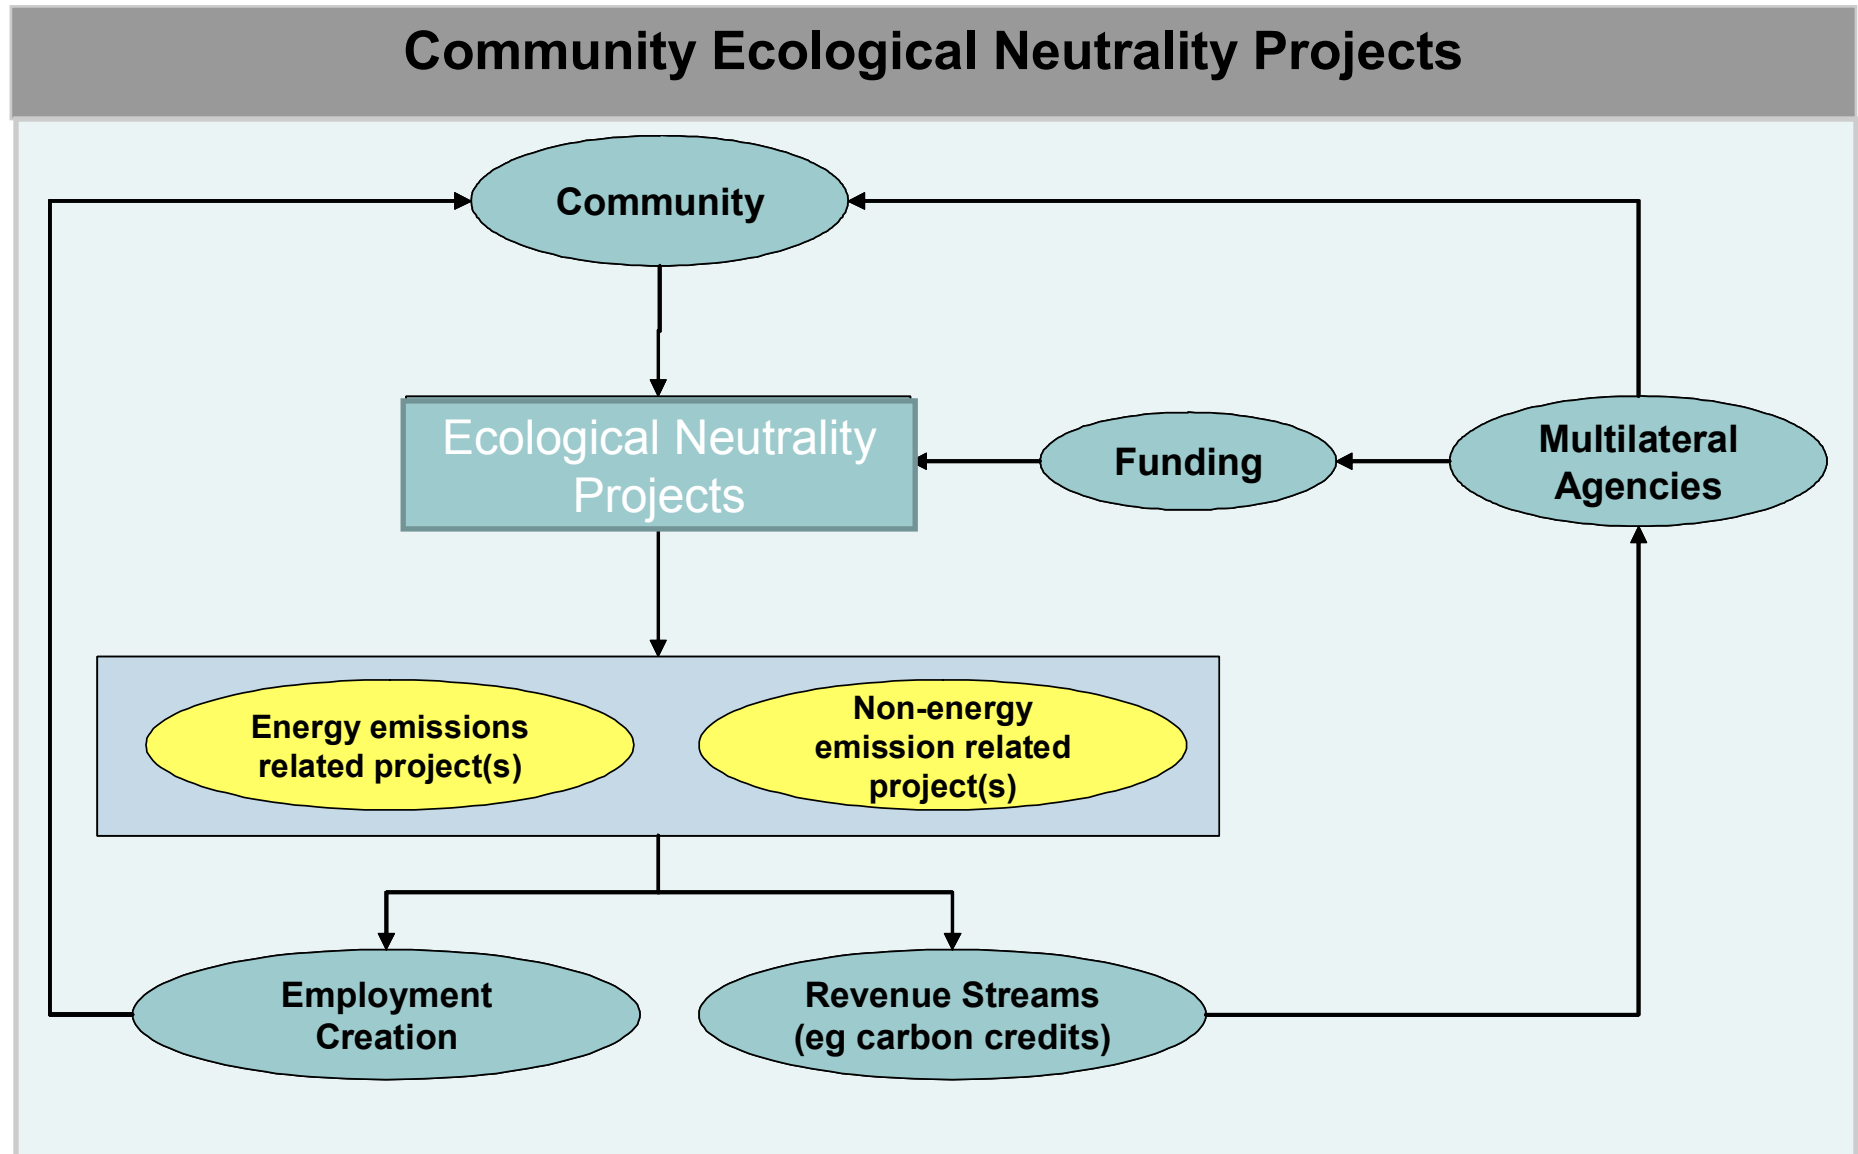 Community Ecological Neutrality Projects
Community
Ecological Neutrality
Projects
Funding
Multilateral
Agencies
Energy emissions
related project(s)
Non-energy
emission related
project(s)
Employment
Creation
Revenue Streams
(eg carbon credits)